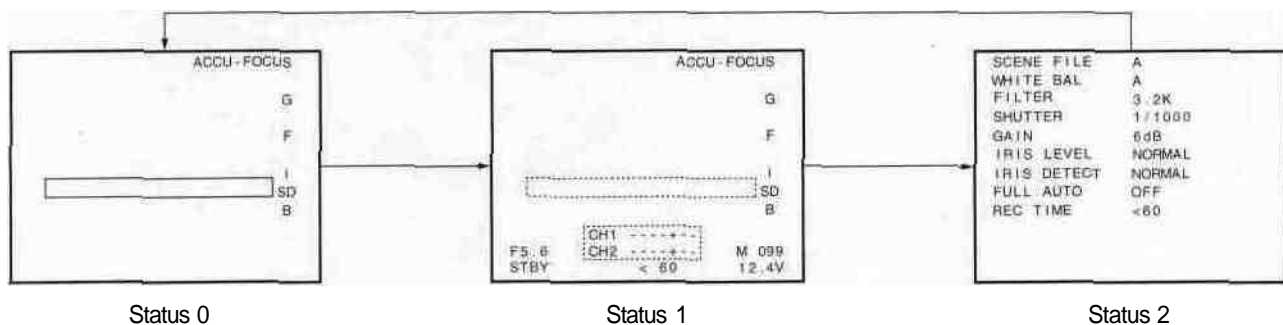 ACCU-FOCUS
G
F
I
SD
B
Status 0
ACCU-FOCUS
G
F
I
SD
B
CH1 ----+--
CH2 ----+--
F5.6 M 099
STBY < 60 12.4V
Status 1
SCENE FILE A
WHITE BAL A
FILTER 3.2K
SHUTTER 1/1000
GAIN 6dB
IRIS LEVEL NORMAL
IRIS DETECT NORMAL
FULL AUTO OFF
REC TIME <60
Status 2